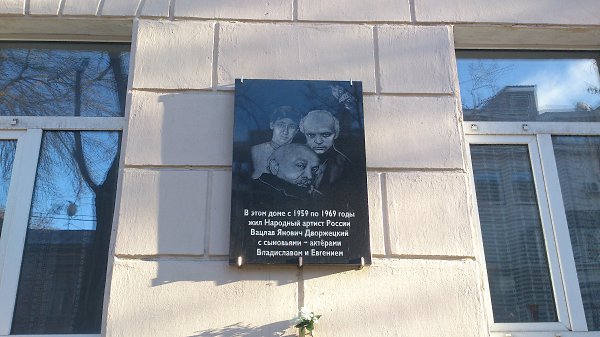 В этом доме с 1959 по 1969 годы
жил Народный артист России
Вацлав Янович Дворжецкий
с сыновьями – актёрами
Владиславом и Евгением